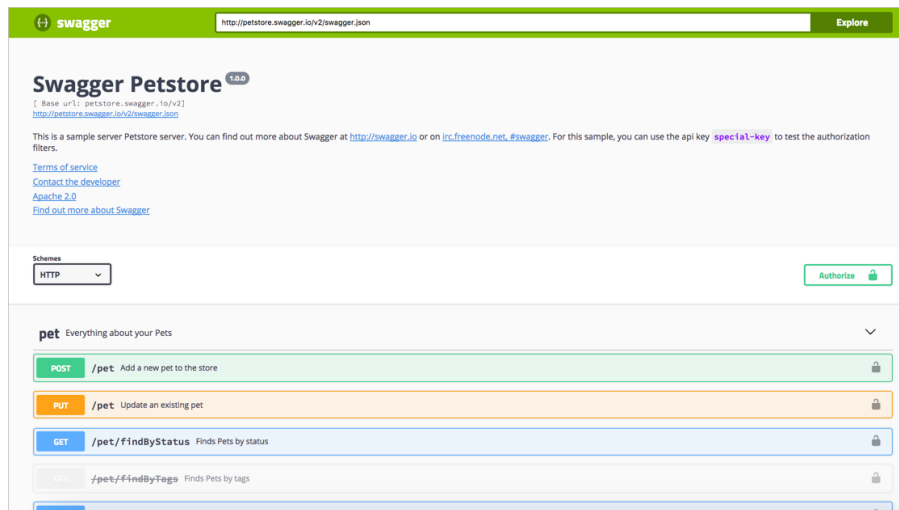 swagger
http://petstore.swagger.io/v2/swagger.json
Explore
Swagger Petstore 1.0.0
[ Base url: petstore.swagger.io/v2]
http://petstore.swagger.io/v2/swagger.json
This is a sample server Petstore server. You can find out more about Swagger at http://swagger.io or on irc.freenode.net, #swagger. For this sample, you can use the api key special-key to test the authorization
filters.
Terms of service
Contact the developer
Apache 2.0
Find out more about Swagger
Schemes
HTTP
Authorize
pet Everything about your Pets
POST /pet Add a new pet to the store
PUT /pet Update an existing pet
GET /pet/findByStatus Finds Pets by status
GET /pet/findByTags Finds Pets by tags